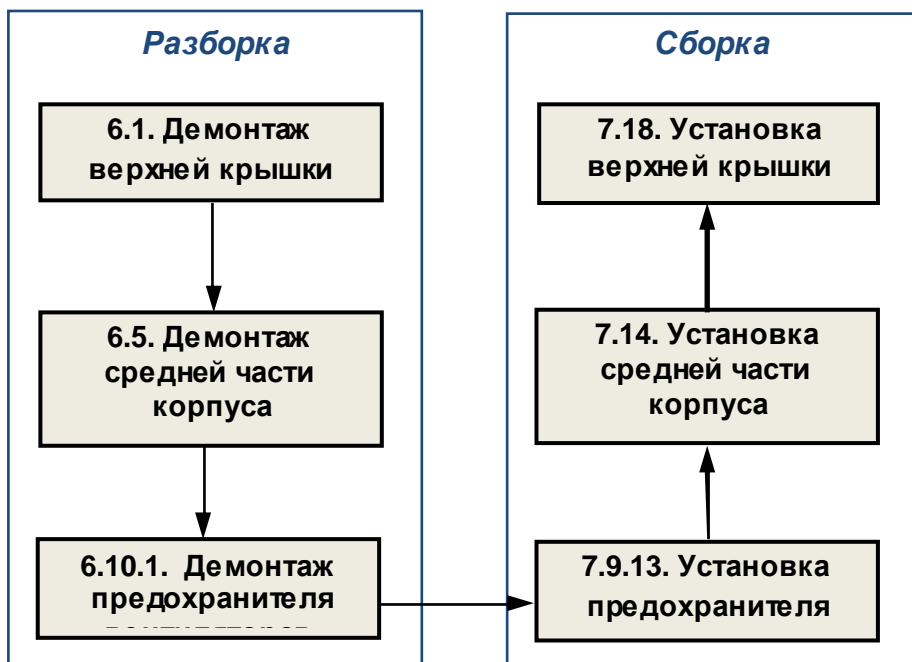 Разборка
6.1. Демонтаж
верхней крышки
6.5. Демонтаж
средней части
корпуса
6.10.1. Демонтаж
предохранителя
Сборка
7.18. Установка
верхней крышки
7.14. Установка
средней части
корпуса
7.9.13. Установка
предохранителя